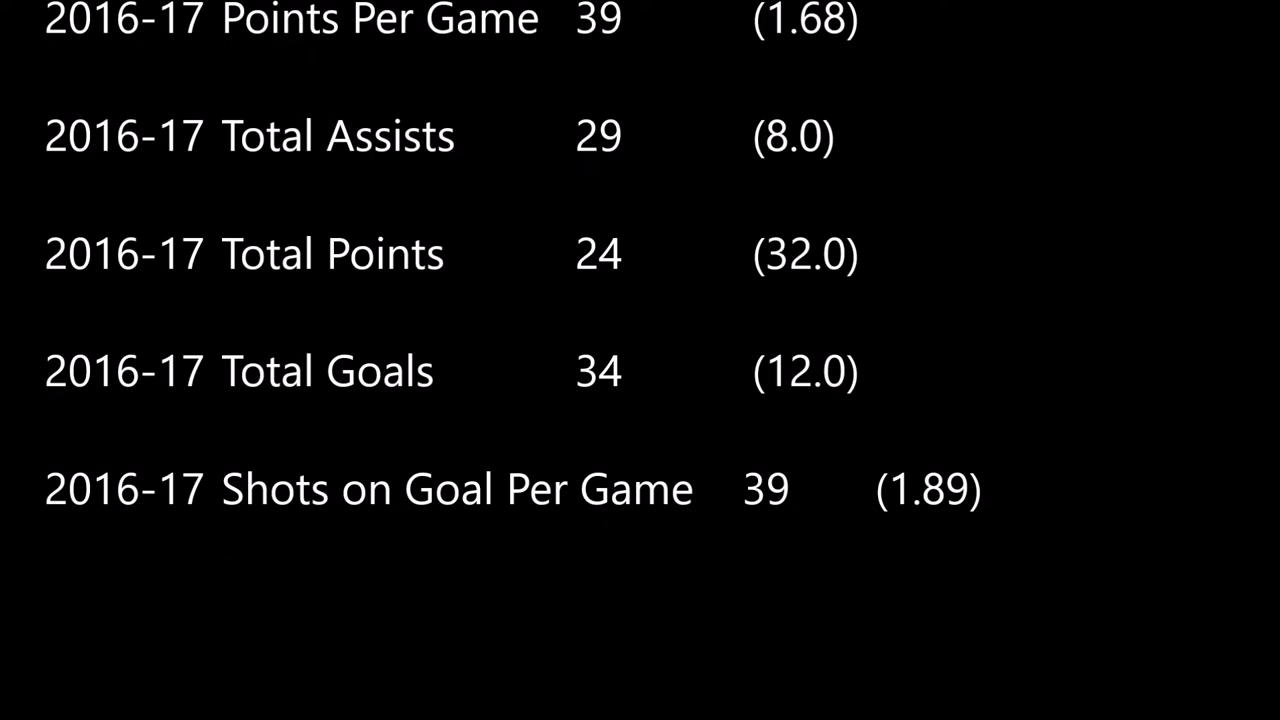 2016-17 Points Per Game 39 (1.68)
2016-17 Total Assists 29 (8.0)
2016-17 Total Points 24 (32.0)
2016-17 Total Goals 34 (12.0)
2016-17 Shots on Goal Per Game 39 (1.89)